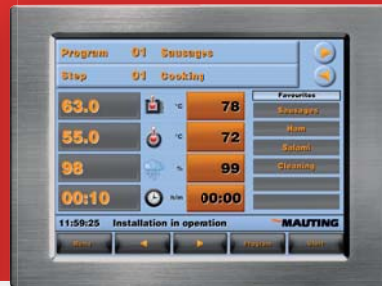 Program 01 Sausages
Step 01 Cooking
63.0 °C 78
55.0 °C 72
98 % 99
00:10 h/m 00:00
Favourites
Sausages
Ham
Salami
Cleaning
11:59:25 Installation in operation MAUTING
Menu Program